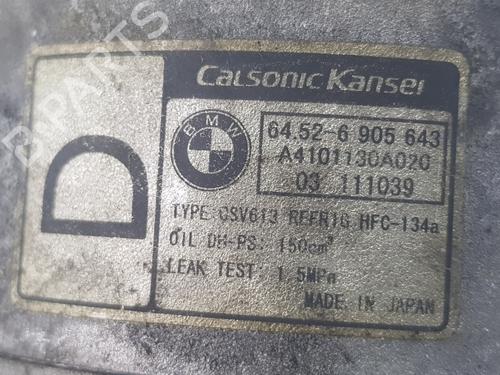 Calsonic Kansei
D
BMW
64.52-6 905 643
A4101130A020
03 111039
TYPE:CSV613 REFRIG HFC-134a
OIL DH-PS: 150cm³
LEAK TEST: 1.5MPa
MADE IN JAPAN
B-PARTS